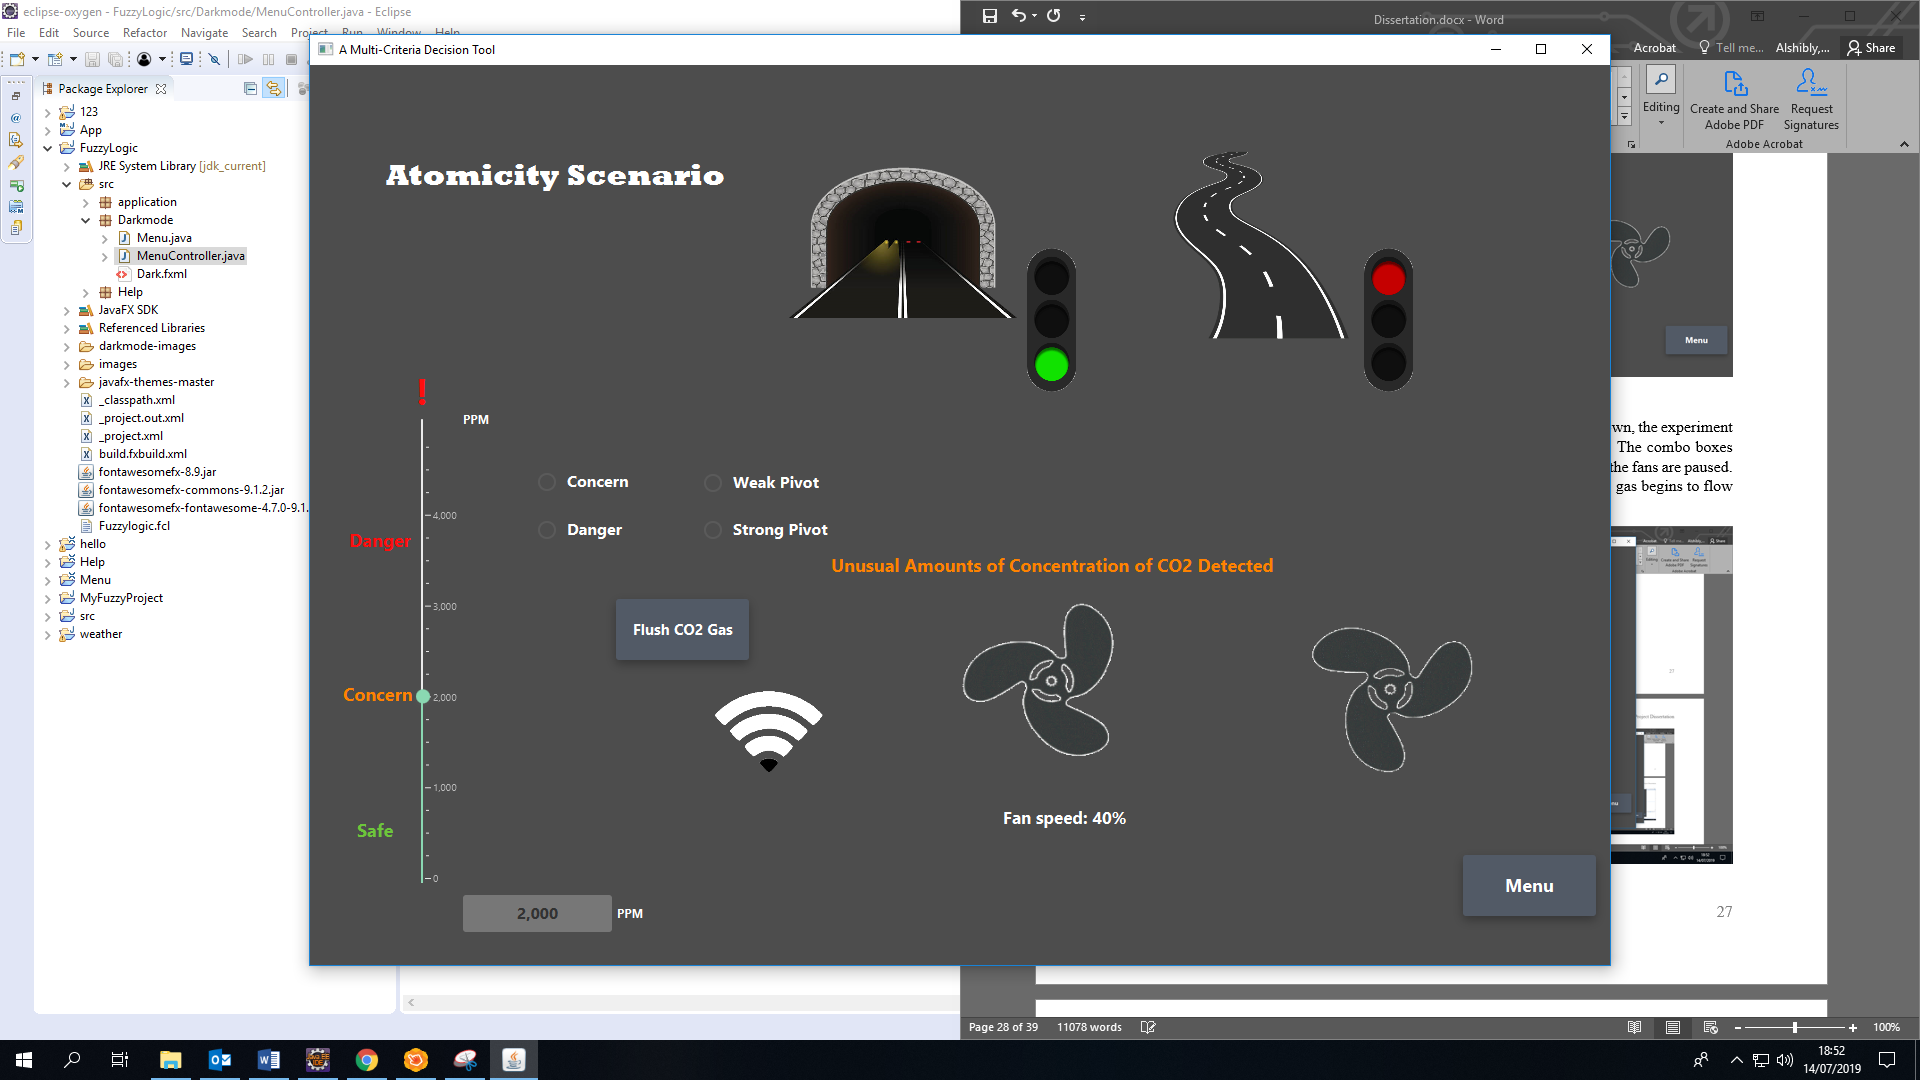 eclipse-oxygen - FuzzyLogic/src/Darkmode/MenuController.java - Eclipse
File Edit Source Refactor Navigate Search Project Run Window Help
Package Explorer
123
App
FuzzyLogic
JRE System Library [jdk_current]
src
application
Darkmode
Menu.java
MenuController.java
Dark.fxml
Help
JavaFX SDK
Referenced Libraries
darkmode-images
images
javafx-themes-master
_classpath.xml
_project.out.xml
_project.xml
build.fxbuild.xml
fontawesomefx-8.9.jar
fontawesomefx-commons-9.1.2.jar
fontawesomefx-fontawesome-4.7.0-9.1.
Fuzzylogic.fcl
hello
Help
Menu
MyFuzzyProject
src
weather
A Multi-Criteria Decision Tool
Atomicity Scenario
!
PPM
4,000
3,000
2,000
1,000
0
Danger
Concern
Safe
Concern
Weak Pivot
Danger
Strong Pivot
Unusual Amounts of Concentration of CO2 Detected
Flush CO2 Gas
Fan speed: 40%
2,000 PPM
Menu
Dissertation.docx - Word
Acrobat Tell me... Alshibly,... Share
Editing
Create and Share
Adobe PDF
Request
Signatures
Adobe Acrobat
Menu
wn, the experiment
The combo boxes
the fans are paused.
gas begins to flow
27
Page 28 of 39 11078 words
100%
18:52
14/07/2019